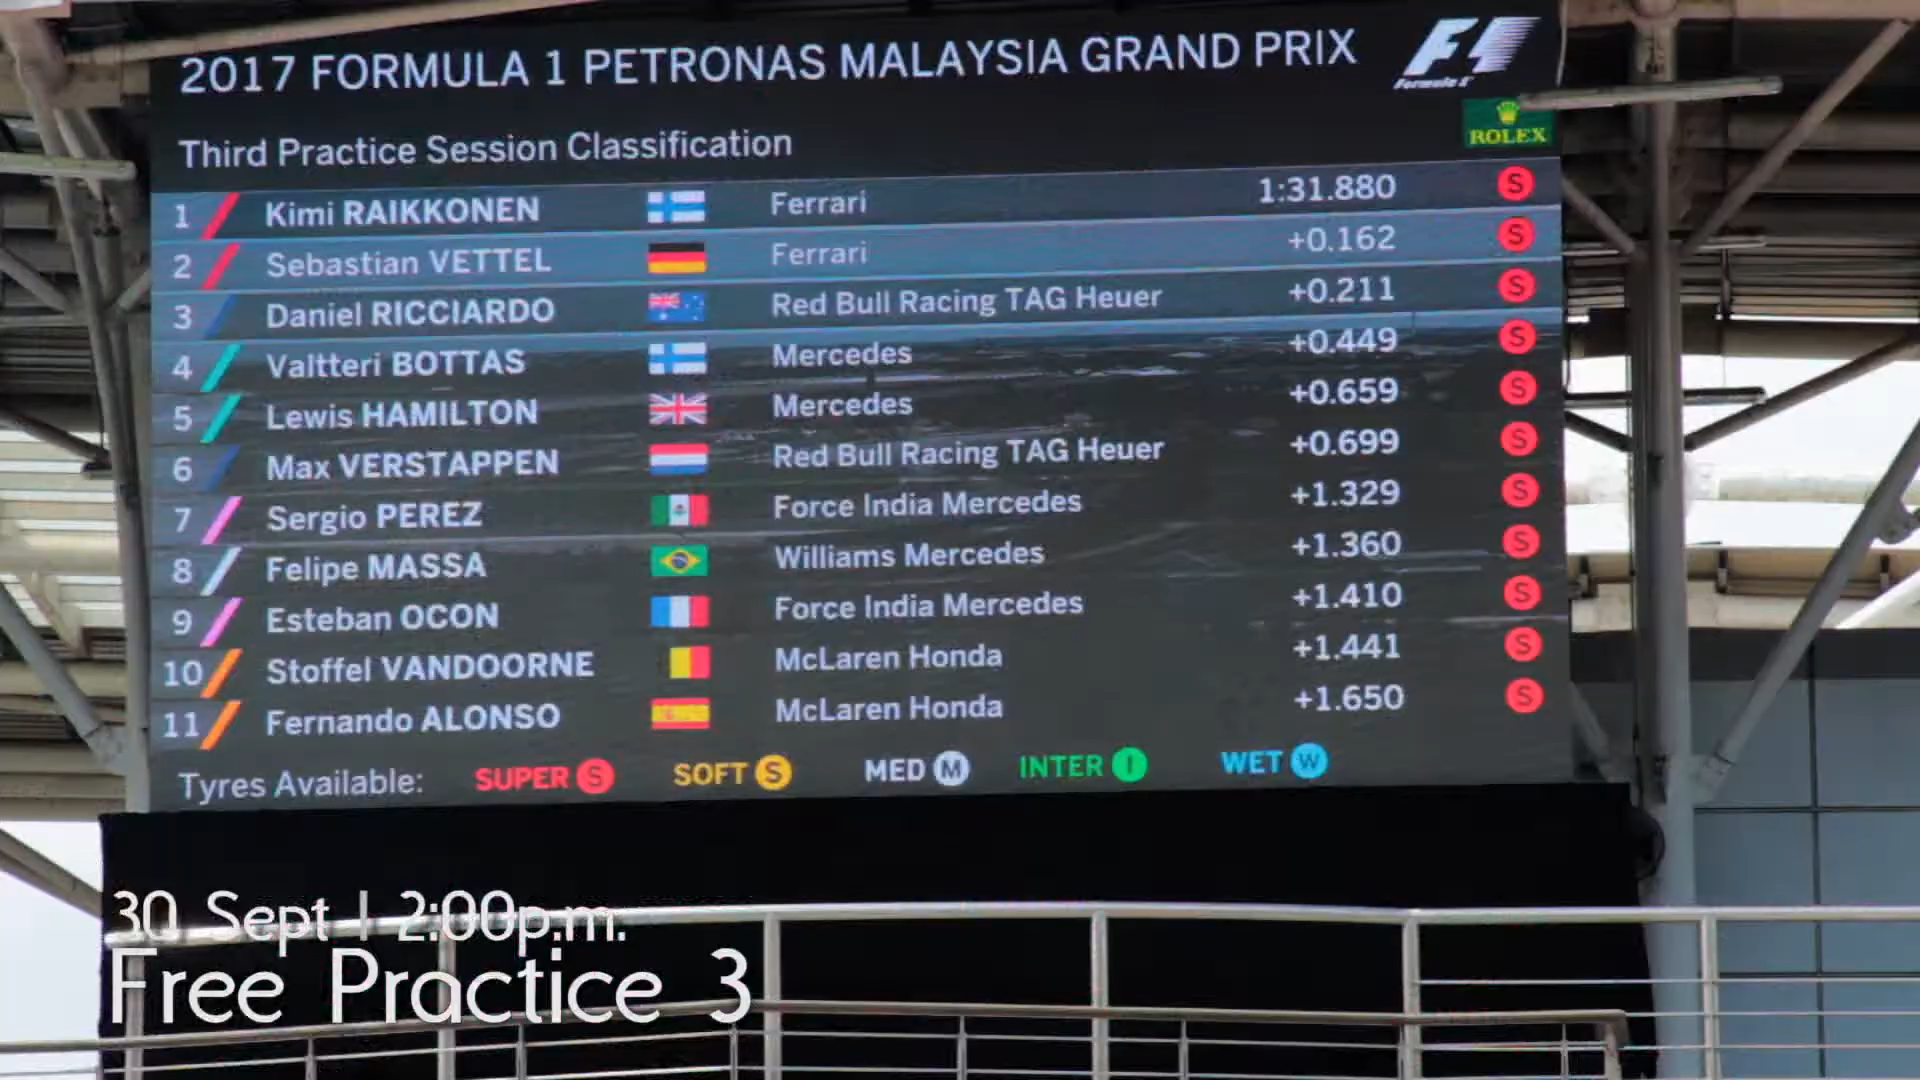 2017 FORMULA 1 PETRONAS MALAYSIA GRAND PRIX F1
Formula 1
ROLEX
Third Practice Session Classification
1 Kimi RAIKKONEN Ferrari 1:31.880 S
2 Sebastian VETTEL Ferrari +0.162 S
3 Daniel RICCIARDO Red Bull Racing TAG Heuer +0.211 S
4 Valtteri BOTTAS Mercedes +0.449 S
5 Lewis HAMILTON Mercedes +0.659 S
6 Max VERSTAPPEN Red Bull Racing TAG Heuer +0.699 S
7 Sergio PEREZ Force India Mercedes +1.329 S
8 Felipe MASSA Williams Mercedes +1.360 S
9 Esteban OCON Force India Mercedes +1.410 S
10 Stoffel VANDOORNE McLaren Honda +1.441 S
11 Fernando ALONSO McLaren Honda +1.650 S
Tyres Available: SUPER S SOFT S MED M INTER I WET W
30 Sept | 2:00p.m.
Free Practice 3